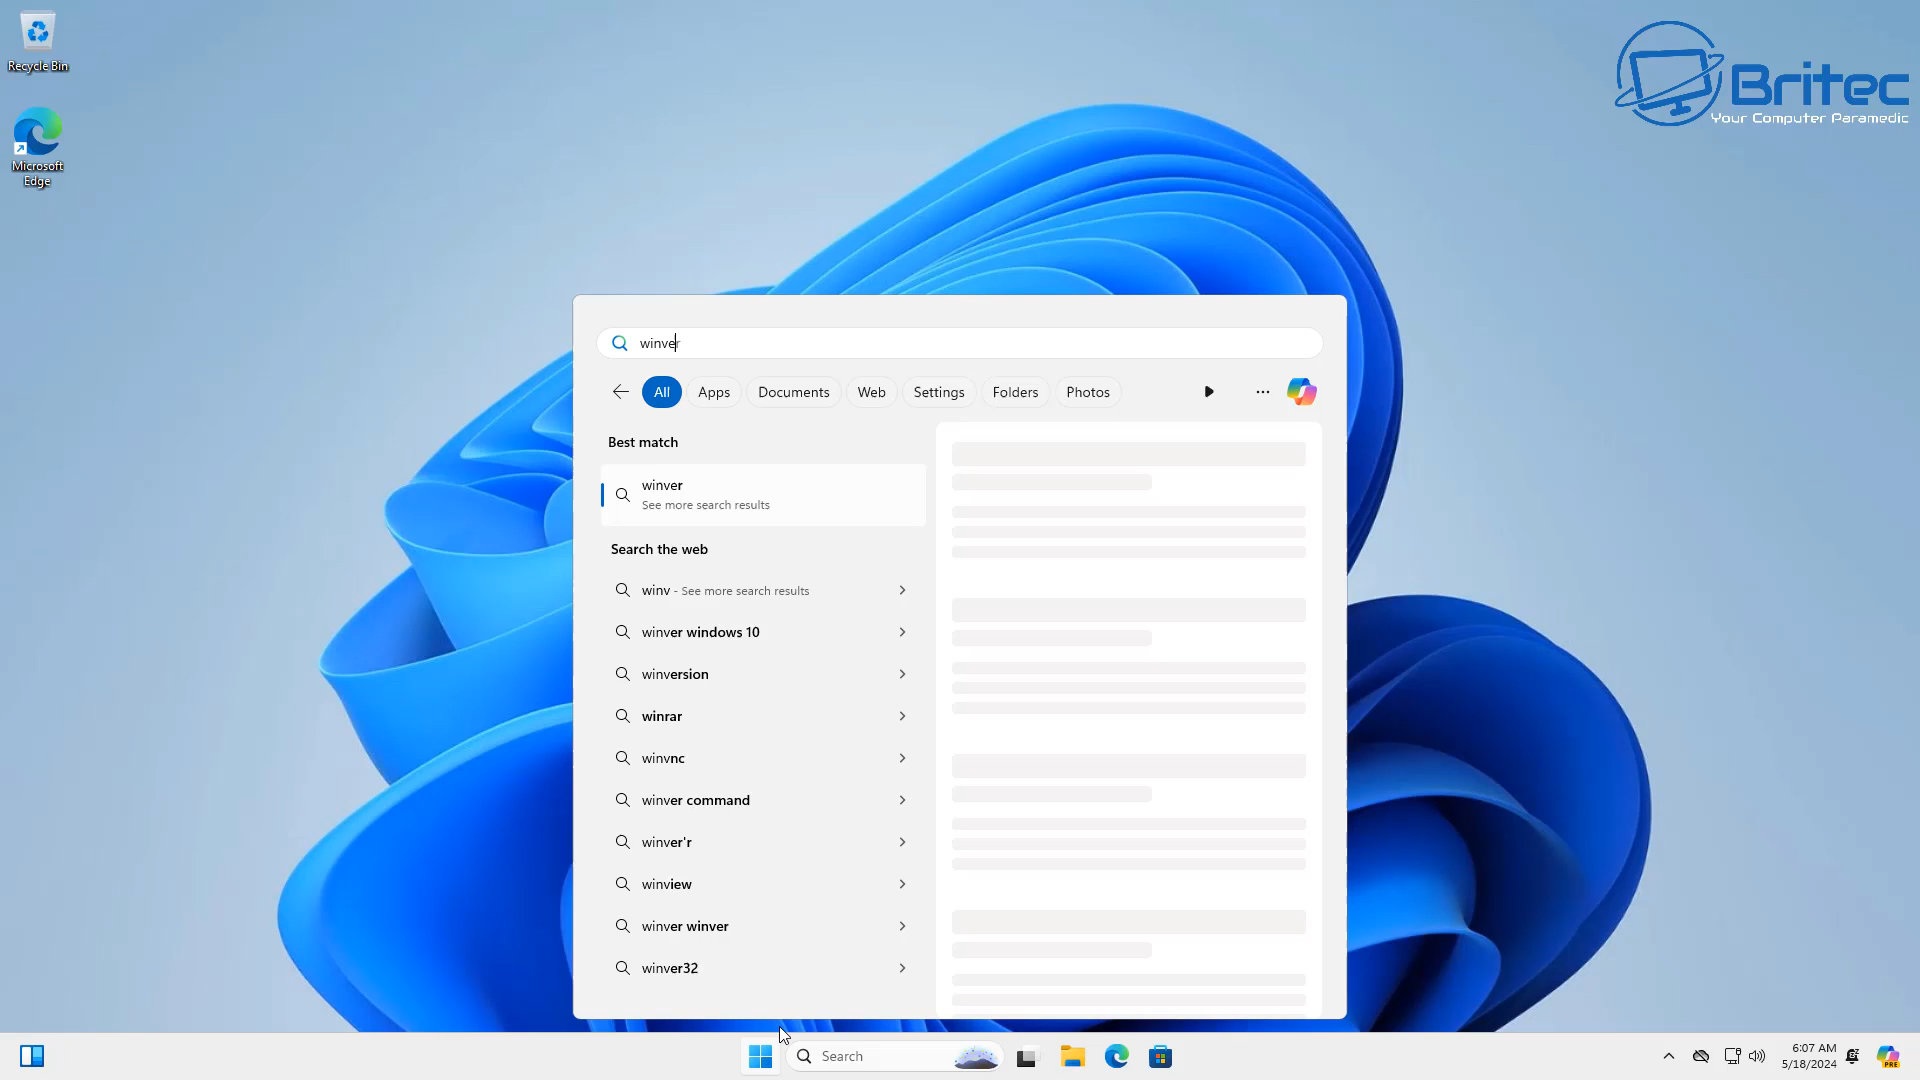 Recycle Bin
Microsoft
Edge
Britec
Your Computer Paramedic
winver
All
Apps
Documents
Web
Settings
Folders
Photos
Best match
winver
See more search results
Search the web
winv - See more search results
winver windows 10
winversion
winrar
winvnc
winver command
winver'r
winview
winver winver
winver32
Search
6:07 AM
5/18/2024
PRE